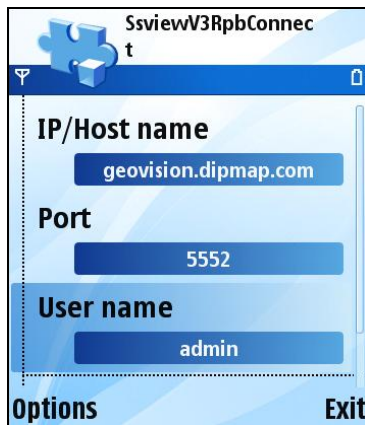 SsviewV3RpbConnec
t
IP/Host name
geovision.dipmap.com
Port
5552
User name
admin
Options Exit